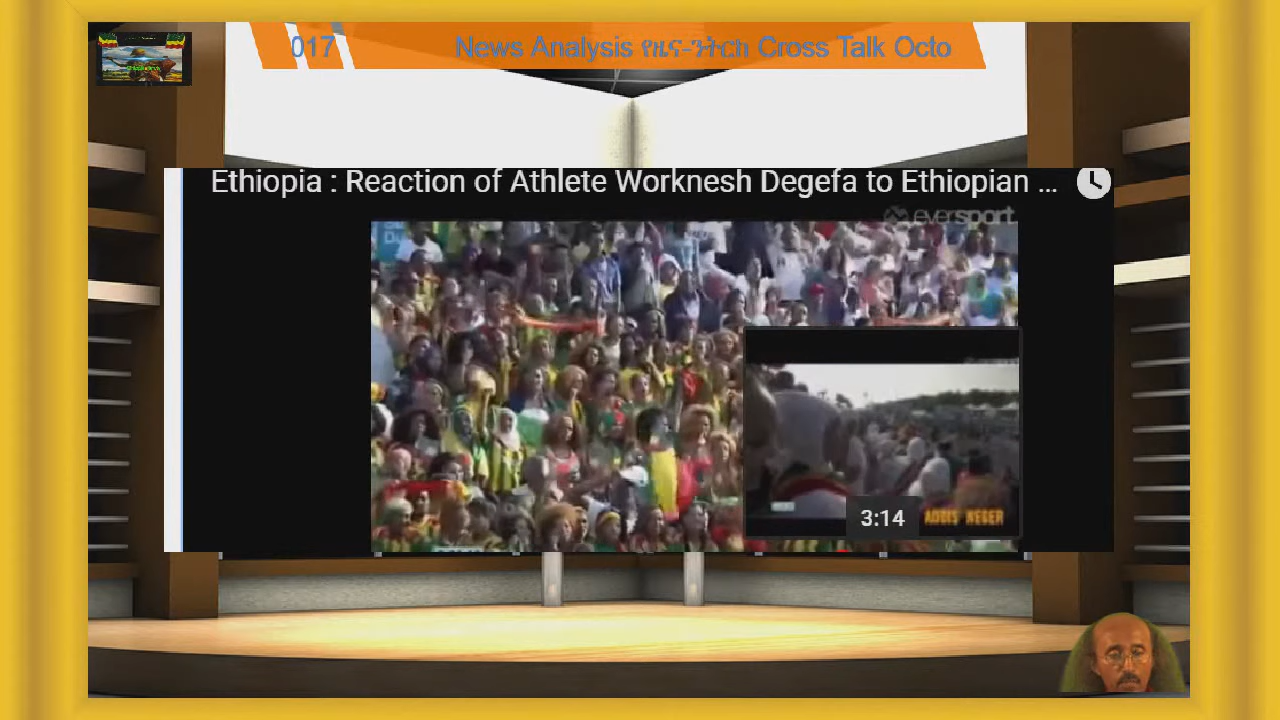 017 News Analysis የዜና-ትንታኔ Cross Talk Octo
Ethiopia : Reaction of Athlete Worknesh Degefa to Ethiopian ...
eversport
3:14
ADDIS NEGER